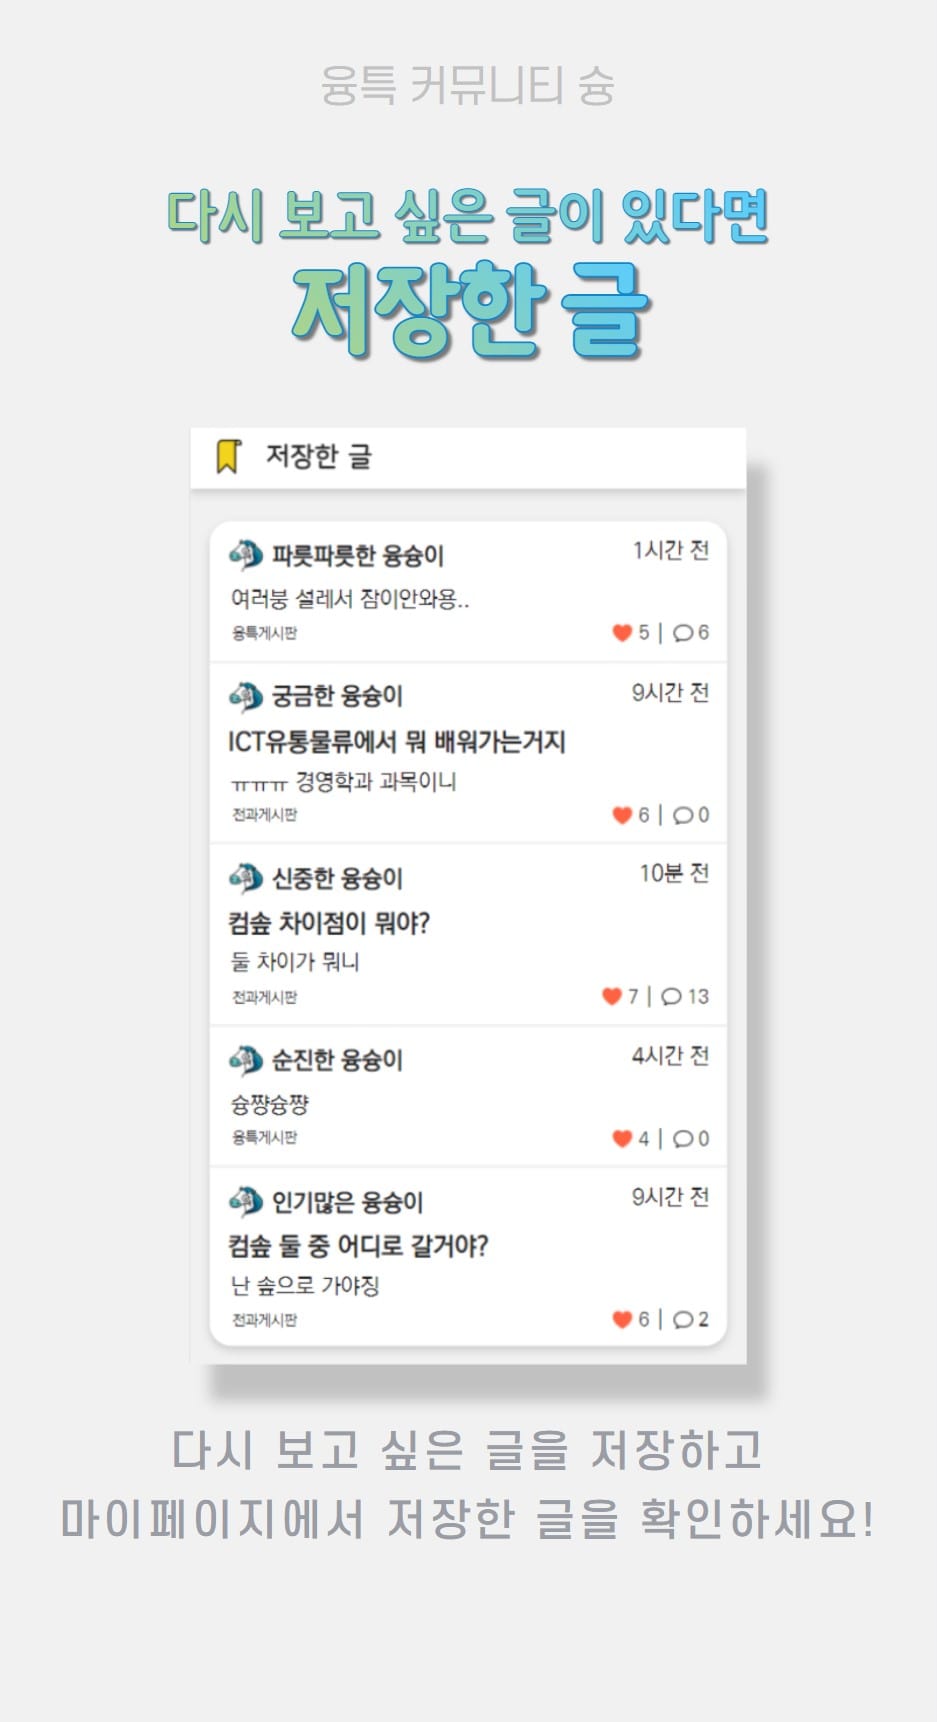 융특 커뮤니티 슝
다시 보고 싶은 글이 있다면
저장한 글
저장한 글
파릇파릇한 융슝이 1시간 전
여러붕 설레서 잠이안와용..
융특게시판 5 | 6
궁금한 융슝이 9시간 전
ICT유통물류에서 뭐 배워가는거지
ㅠㅠㅠ 경영학과 과목이니
전과게시판 6 | 0
신중한 융슝이 10분 전
컴솦 차이점이 뭐야?
둘 차이가 뭐니
전과게시판 7 | 13
순진한 융슝이 4시간 전
슝쨩슝쨩
융특게시판 4 | 0
인기많은 융슝이 9시간 전
컴솦 둘 중 어디로 갈거야?
난 솦으로 가야징
전과게시판 6 | 2
다시 보고 싶은 글을 저장하고
마이페이지에서 저장한 글을 확인하세요!